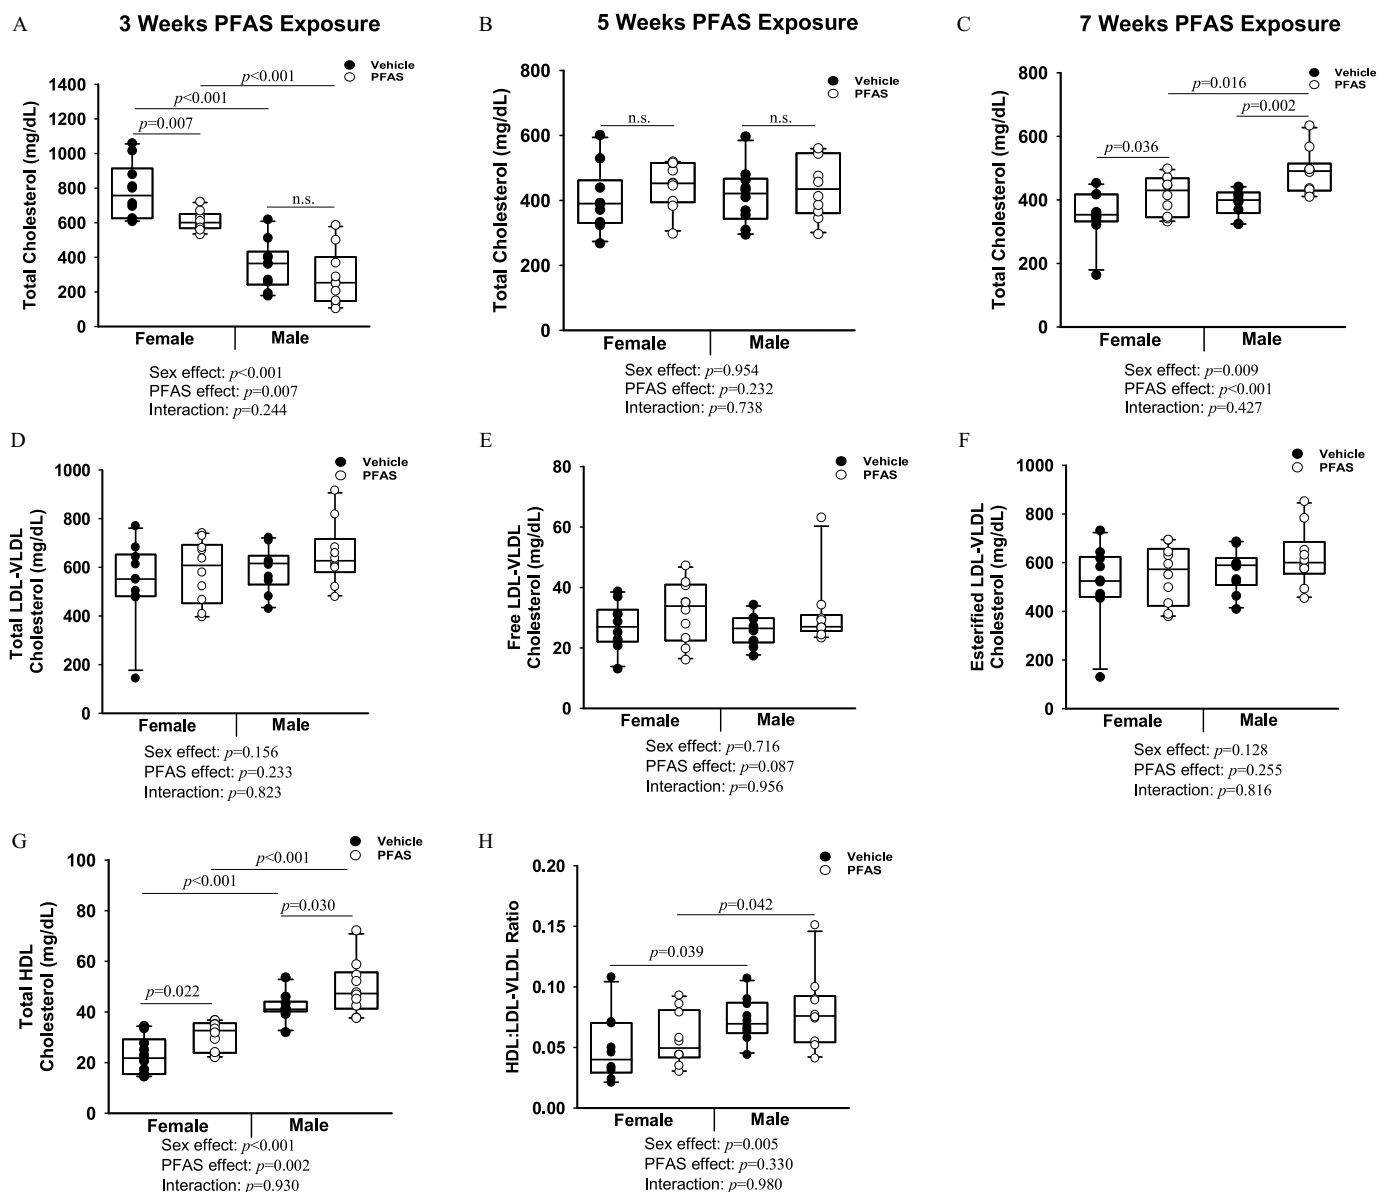 A
3 Weeks PFAS Exposure
Vehicle
PFAS
p<0.001
p<0.001
p=0.007
n.s.
Total Cholesterol (mg/dL)
1400
1200
1000
800
600
400
200
0
Female
Male
Sex effect: p<0.001
PFAS effect: p=0.007
Interaction: p=0.244
B
5 Weeks PFAS Exposure
Vehicle
PFAS
n.s.
n.s.
Total Cholesterol (mg/dL)
800
600
400
200
0
Female
Male
Sex effect: p=0.954
PFAS effect: p=0.232
Interaction: p=0.738
C
7 Weeks PFAS Exposure
Vehicle
PFAS
p=0.016
p=0.002
p=0.036
Total Cholesterol (mg/dL)
800
600
400
200
0
Female
Male
Sex effect: p=0.009
PFAS effect: p<0.001
Interaction: p=0.427
D
Vehicle
PFAS
Total LDL-VLDL
Cholesterol (mg/dL)
1000
800
600
400
200
0
Female
Male
Sex effect: p=0.156
PFAS effect: p=0.233
Interaction: p=0.823
E
Vehicle
PFAS
Free LDL-VLDL
Cholesterol (mg/dL)
80
60
40
20
0
Female
Male
Sex effect: p=0.716
PFAS effect: p=0.087
Interaction: p=0.956
F
Vehicle
PFAS
Esterified LDL-VLDL
Cholesterol (mg/dL)
1000
800
600
400
200
0
Female
Male
Sex effect: p=0.128
PFAS effect: p=0.255
Interaction: p=0.816
G
Vehicle
PFAS
p<0.001
p<0.001
p=0.030
p=0.022
Total HDL
Cholesterol (mg/dL)
100
80
60
40
20
0
Female
Male
Sex effect: p<0.001
PFAS effect: p=0.002
Interaction: p=0.930
H
Vehicle
PFAS
p=0.042
p=0.039
HDL:LDL-VLDL Ratio
0.20
0.15
0.10
0.05
0.00
Female
Male
Sex effect: p=0.005
PFAS effect: p=0.330
Interaction: p=0.980